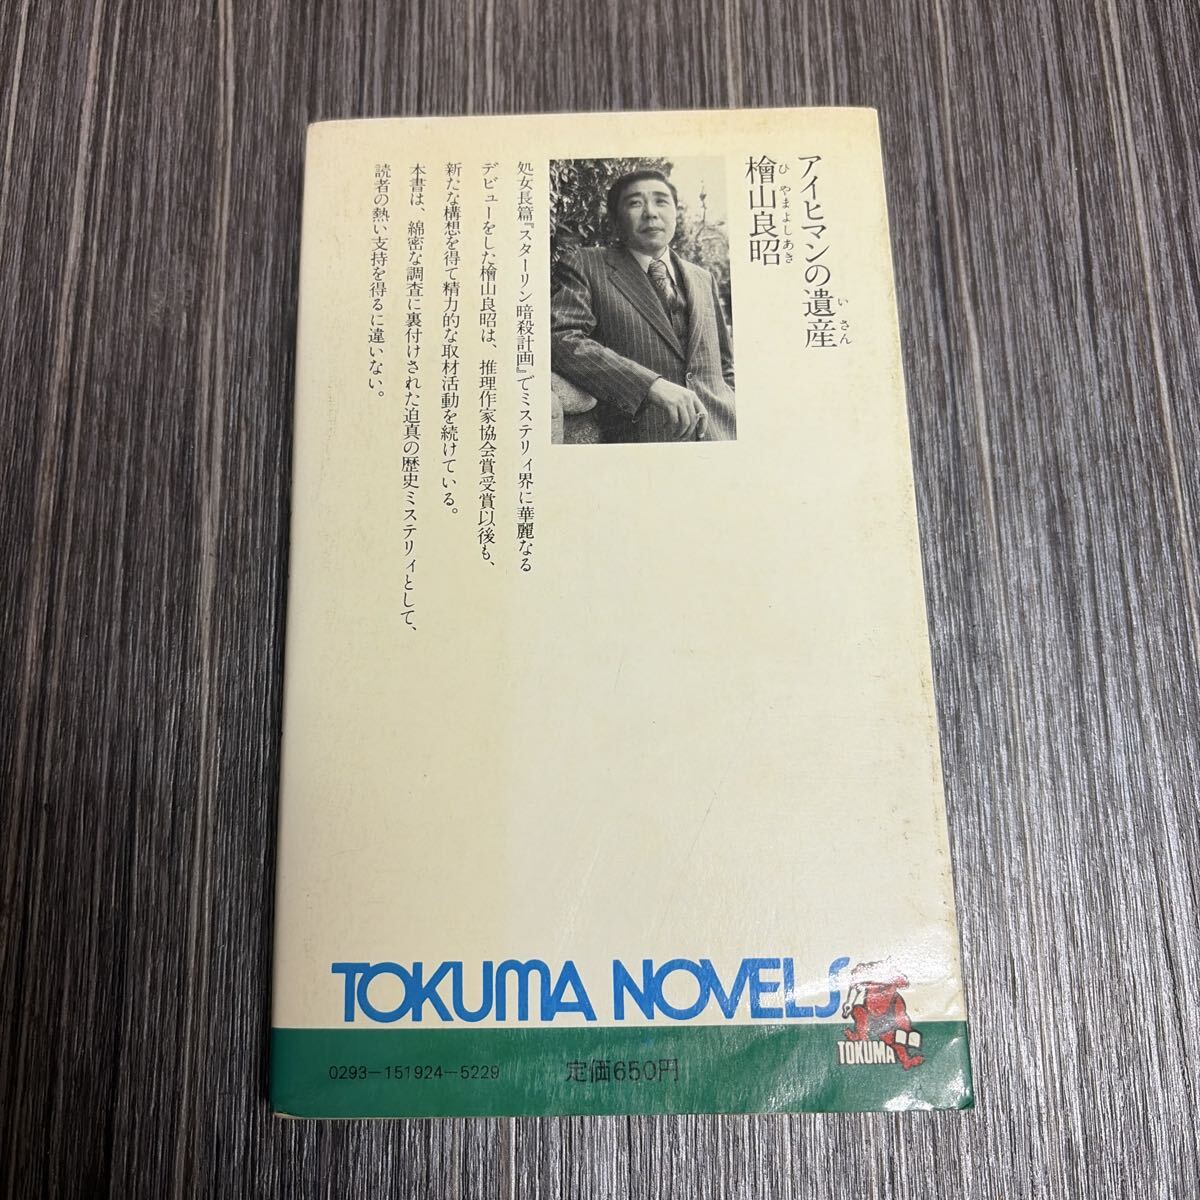 アイヒマンの遺産
いさん
檜山良昭
ひやまよしあき
処女長篇『スターリン暗殺計画』でミステリィ界に華麗なる
デビューをした檜山良昭は、推理作家協会賞受賞以後も、
新たな構想を得て精力的な取材活動を続けている。
本書は、綿密な調査に裏付けされた迫真の歴史ミステリィとして、
読者の熱い支持を得るに違いない。
TOKUMA NOVELS
TOKUMA
0293-151924-5229
定価650円